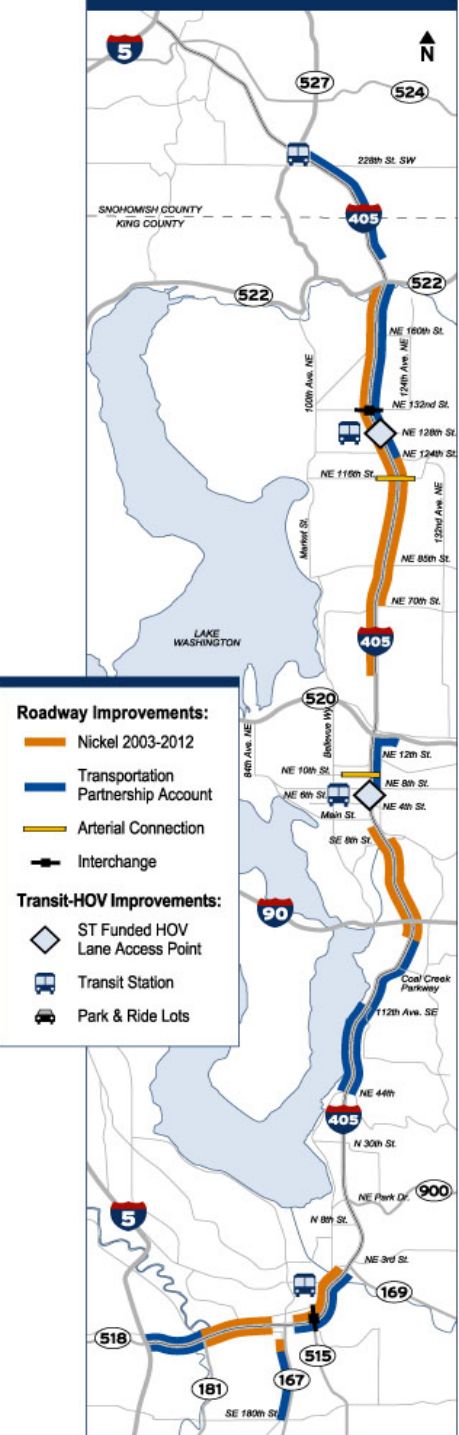 5
N
527
524
228th St. SW
SNOHOMISH COUNTY
KING COUNTY
405
522
522
NE 160th St.
100th Ave. NE
124th Ave. NE
NE 132nd St.
NE 128th St.
NE 124th St.
NE 116th St.
132nd Ave. NE
Market St.
NE 85th St.
NE 70th St.
LAKE
WASHINGTON
405
520
84th Ave. NE
Bellevue Wy.
NE 12th St.
NE 10th St.
NE 8th St.
NE 6th St.
NE 4th St.
Main St.
SE 8th St.
Roadway Improvements:
Nickel 2003-2012
Transportation
Partnership Account
Arterial Connection
Interchange
Transit-HOV Improvements:
ST Funded HOV
Lane Access Point
Transit Station
Park & Ride Lots
90
Coal Creek
Parkway
112th Ave. SE
NE 44th
405
N 30th St.
NE Park Dr.
900
N 8th St.
5
NE 3rd St.
169
518
515
181
167
SE 180th St.